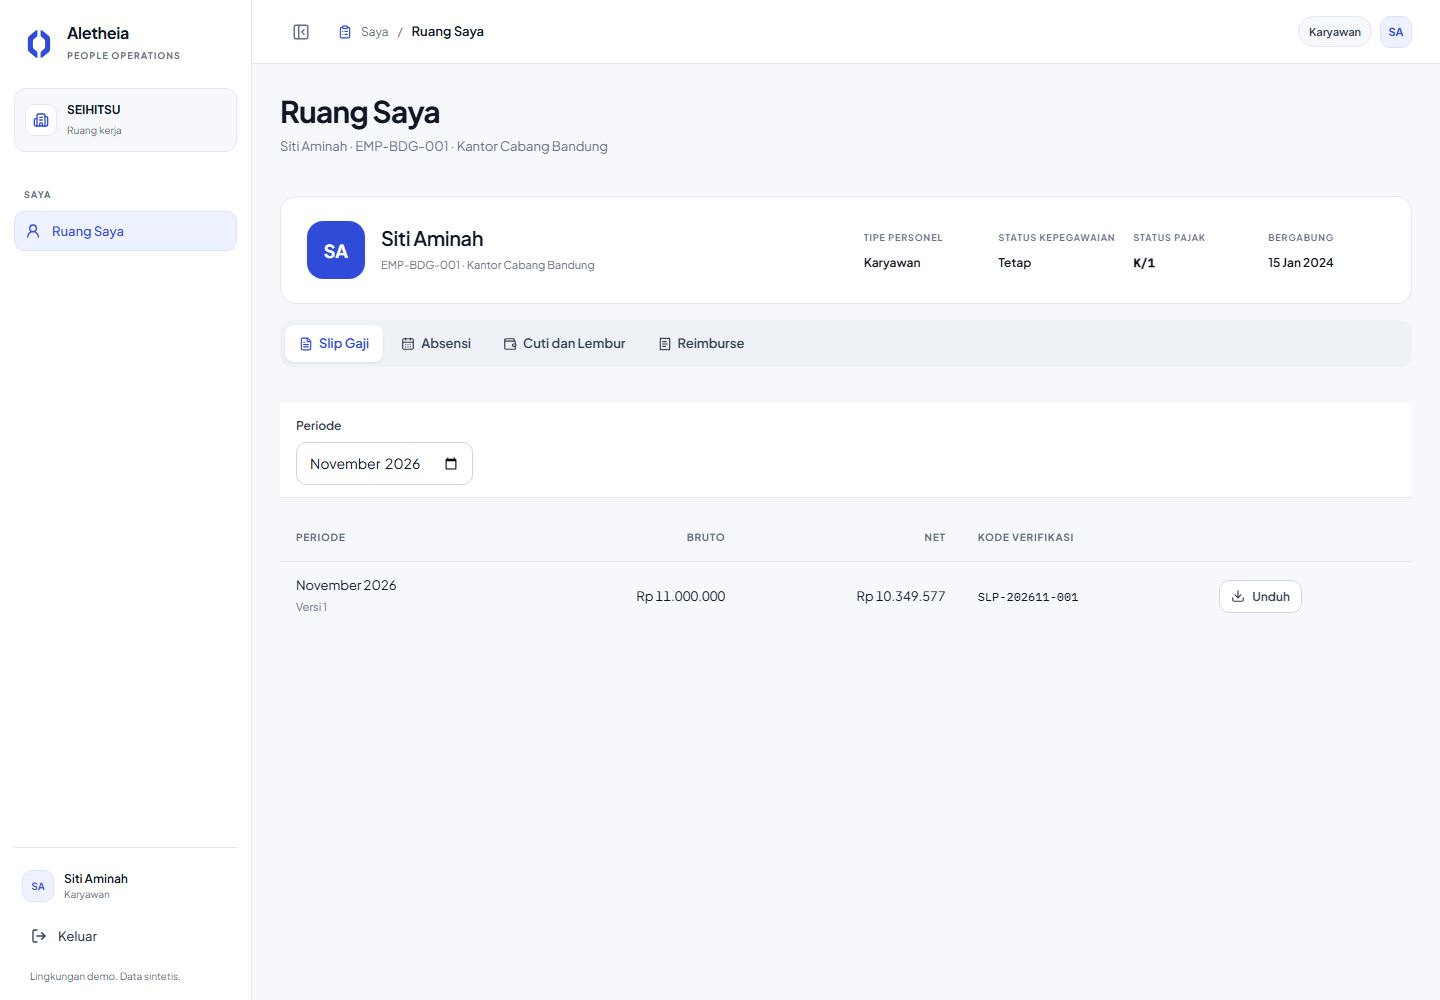 Aletheia
PEOPLE OPERATIONS
SEIHITSU
Ruang kerja
SAYA
Ruang Saya
Siti Aminah
SA
Karyawan
Keluar
Lingkungan demo. Data sintetis.
Saya / Ruang Saya
Karyawan
SA
Ruang Saya
Siti Aminah · EMP-BDG-001 · Kantor Cabang Bandung
SA
Siti Aminah
EMP-BDG-001 · Kantor Cabang Bandung
TIPE PERSONEL
Karyawan
STATUS KEPEGAWAIAN
Tetap
STATUS PAJAK
K/1
BERGABUNG
15 Jan 2024
Slip Gaji
Absensi
Cuti dan Lembur
Reimburse
Periode
November 2026
PERIODE BRUTO NET KODE VERIFIKASI
November 2026
Versi 1
Rp 11.000.000
Rp 10.349.577
SLP-202611-001
Unduh